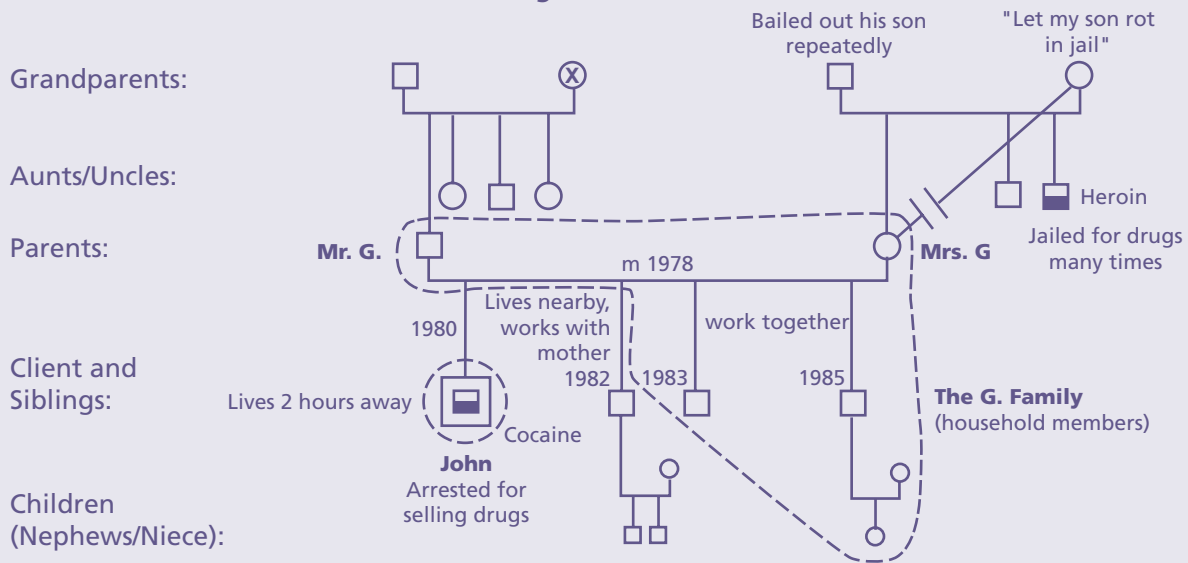 Bailed out his son
repeatedly
"Let my son rot
in jail"
Grandparents:
X
Aunts/Uncles:
Heroin
Jailed for drugs
many times
Parents:
Mr. G.
Mrs. G
m 1978
Lives nearby,
works with
mother
1980
work together
1982
1983
1985
Client and
Siblings:
Lives 2 hours away
Cocaine
The G. Family
(household members)
John
Arrested for
selling drugs
Children
(Nephews/Niece):